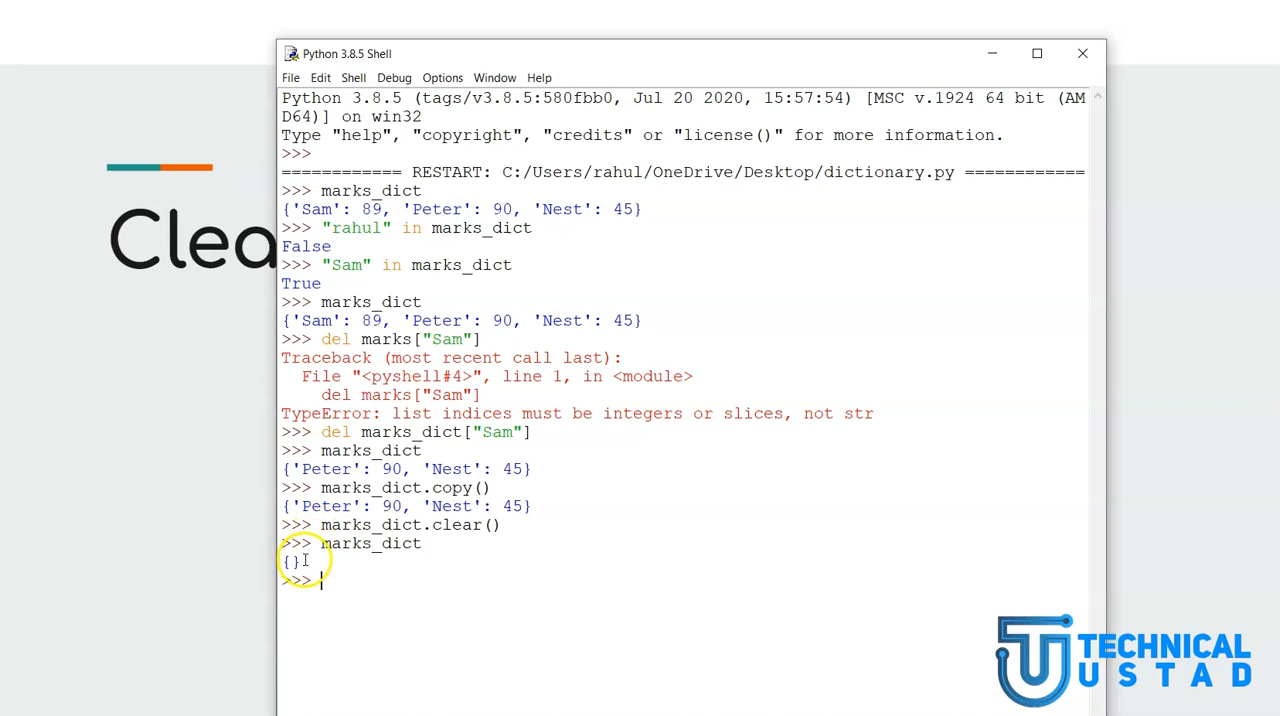 Python 3.8.5 Shell
File Edit Shell Debug Options Window Help
Python 3.8.5 (tags/v3.8.5:580fbb0, Jul 20 2020, 15:57:54) [MSC v.1924 64 bit (AM
D64)] on win32
Type "help", "copyright", "credits" or "license()" for more information.
>>>
============ RESTART: C:/Users/rahul/OneDrive/Desktop/dictionary.py ============
>>> marks_dict
{'Sam': 89, 'Peter': 90, 'Nest': 45}
>>> "rahul" in marks_dict
False
Clea
>>> "Sam" in marks_dict
True
>>> marks_dict
{'Sam': 89, 'Peter': 90, 'Nest': 45}
>>> del marks["Sam"]
Traceback (most recent call last):
  File "<pyshell#4>", line 1, in <module>
    del marks["Sam"]
TypeError: list indices must be integers or slices, not str
>>> del marks_dict["Sam"]
>>> marks_dict
{'Peter': 90, 'Nest': 45}
>>> marks_dict.copy()
{'Peter': 90, 'Nest': 45}
>>> marks_dict.clear()
>>> marks_dict
{}
>>>
TECHNICAL
USTAD